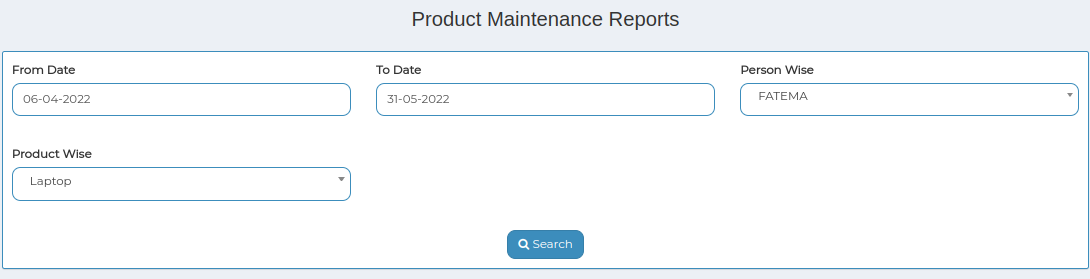 Product Maintenance Reports
From Date To Date Person Wise
06-04-2022 31-05-2022 FATEMA
Product Wise
Laptop
Search